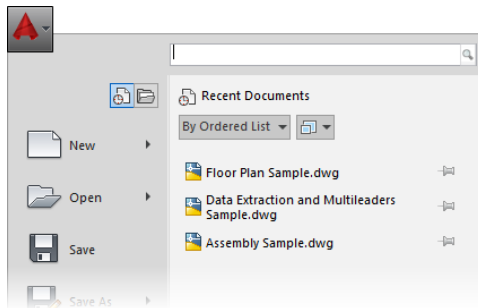 Recent Documents
By Ordered List
New
Floor Plan Sample.dwg
Open
Data Extraction and Multileaders
Sample.dwg
Save
Assembly Sample.dwg
Save As